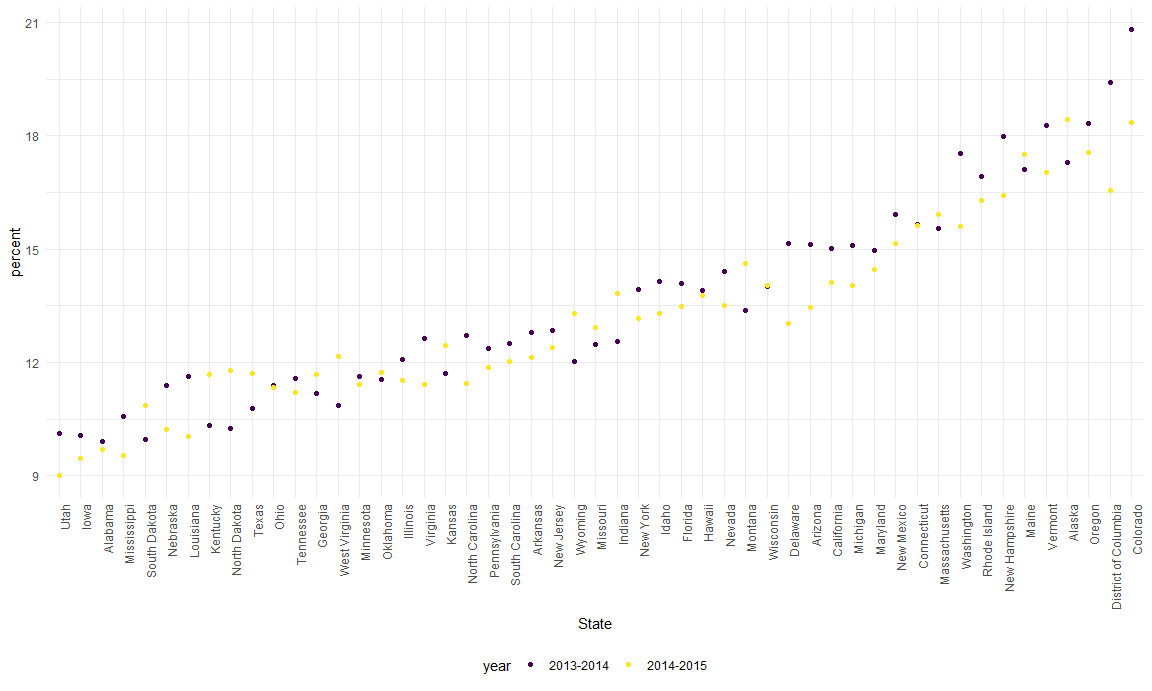 21
18
15
12
9
percent
Utah
Iowa
Alabama
Mississippi
South Dakota
Nebraska
Louisiana
Kentucky
North Dakota
Texas
Ohio
Tennessee
Georgia
West Virginia
Minnesota
Oklahoma
Illinois
Virginia
Kansas
North Carolina
Pennsylvania
South Carolina
Arkansas
New Jersey
Wyoming
Missouri
Indiana
New York
Idaho
Florida
Hawaii
Nevada
Montana
Wisconsin
Delaware
Arizona
California
Michigan
Maryland
New Mexico
Connecticut
Massachusetts
Washington
Rhode Island
New Hampshire
Maine
Vermont
Alaska
Oregon
District of Columbia
Colorado
State
year 2013-2014 2014-2015